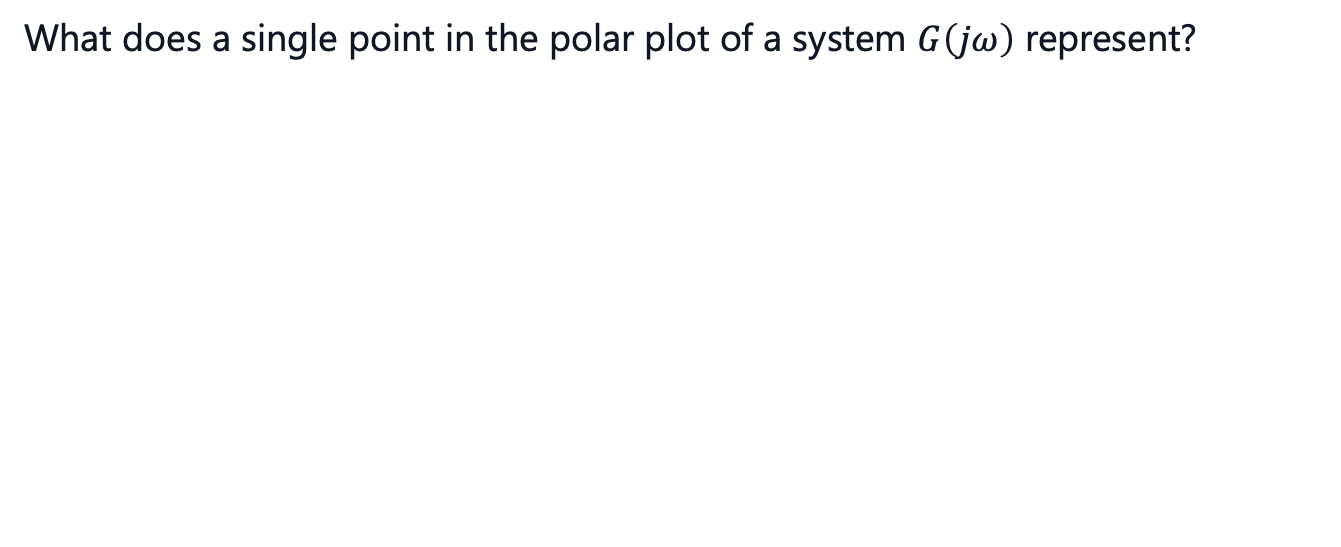 What does a single point in the polar plot of a system G(jω) represent?